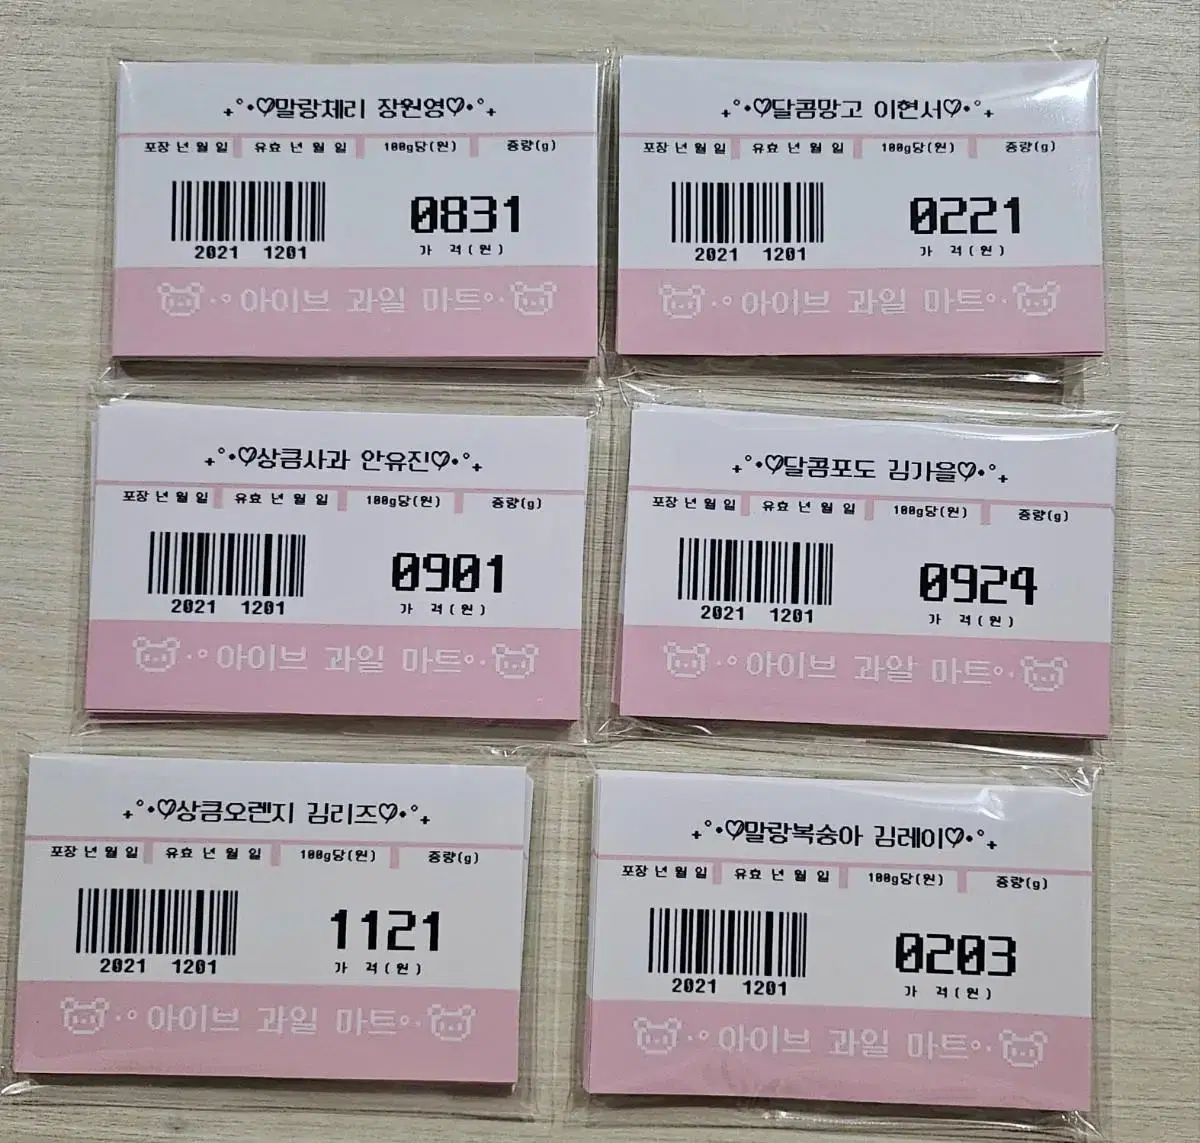 ₊˚•♡말랑체리 장원영♡•˚₊
포장 년 월 일 유효 년 월 일 100g당(원) 중량(g)
0831
2021 1201
가 격(원)
아이브 과일 마트
₊˚•♡달콤망고 이현서♡•˚₊
포장 년 월 일 유효 년 월 일 100g당(원) 중량(g)
0221
2021 1201
가 격(원)
아이브 과일 마트
₊˚•♡상큼사과 안유진♡•˚₊
포장 년 월 일 유효 년 월 일 100g당(원) 중량(g)
0901
2021 1201
가 격(원)
아이브 과일 마트
₊˚•♡달콤포도 김가을♡•˚₊
포장 년 월 일 유효 년 월 일 100g당(원) 중량(g)
0924
2021 1201
가 격(원)
아이브 과알 마트
₊˚•♡상큼오렌지 김리즈♡•˚₊
포장 년 월 일 유효 년 월 일 100g당(원) 중량(g)
1121
2021 1201
가 격(원)
아이브 과일 마트
₊˚•♡말랑복숭아 김레이♡•˚₊
포장 년 월 일 유효 년 월 일 100g당(원) 중량(g)
0203
2021 1201
가 격(원)
아이브 과일 마트